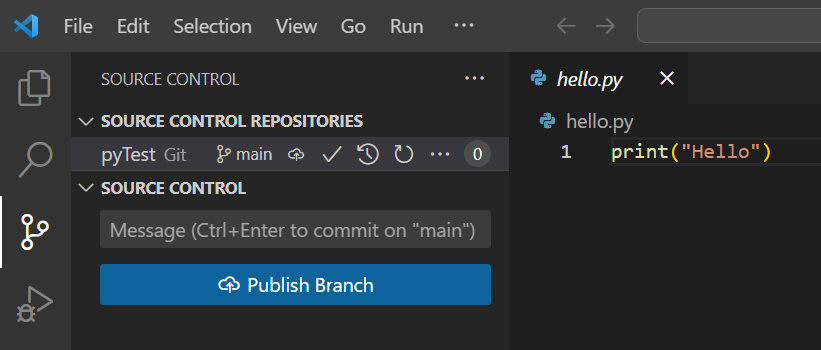 File Edit Selection View Go Run ···
SOURCE CONTROL ···
SOURCE CONTROL REPOSITORIES
pyTest Git main ··· 0
SOURCE CONTROL
Message (Ctrl+Enter to commit on "main")
Publish Branch
hello.py
hello.py
1 print("Hello")